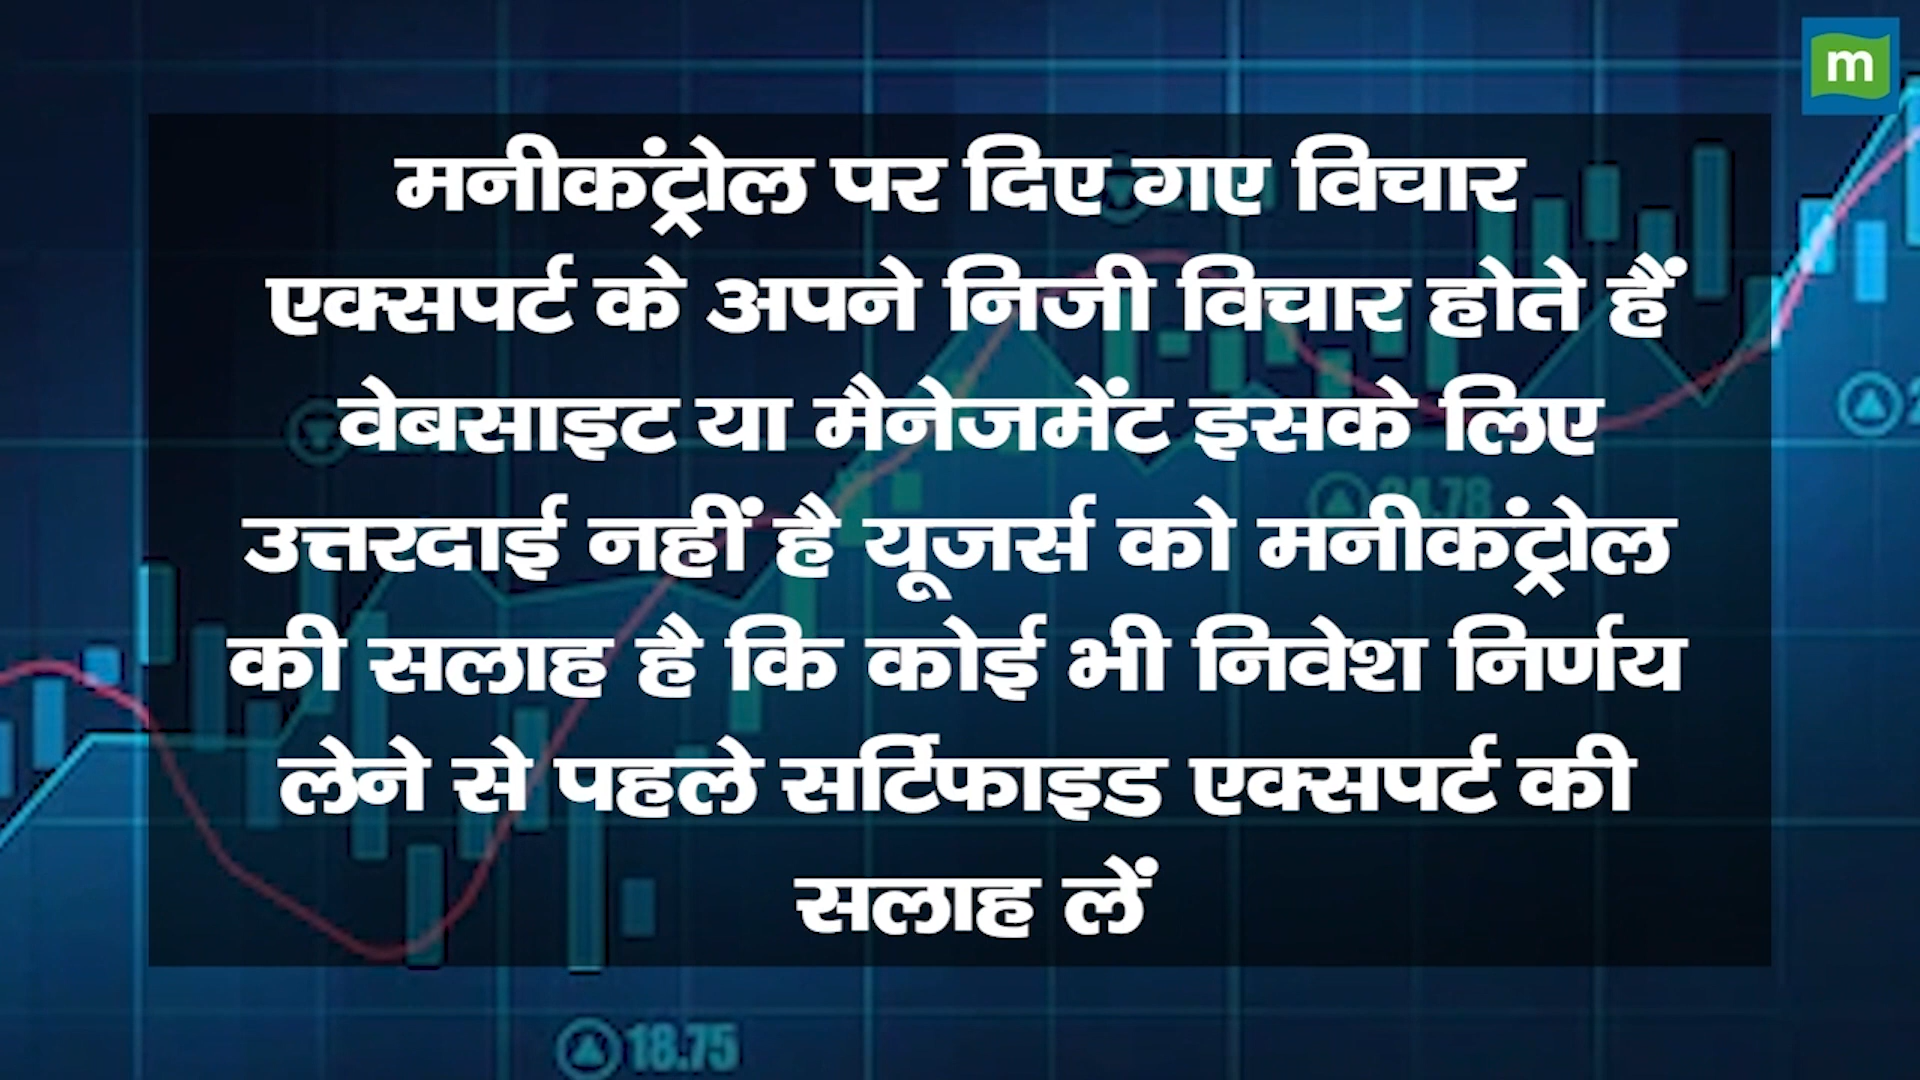 m
मनीकंट्रोल पर दिए गए विचार
एक्सपर्ट के अपने निजी विचार होते हैं
वेबसाइट या मैनेजमेंट इसके लिए
उत्तरदाई नहीं है यूजर्स को मनीकंट्रोल
की सलाह है कि कोई भी निवेश निर्णय
लेने से पहले सर्टिफाइड एक्सपर्ट की
सलाह लें
18.75